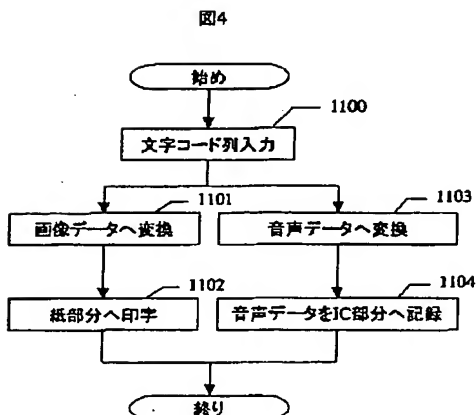 図4
始め
1100
文字コード列入力
1101
1103
画像データへ変換
音声データへ変換
1102
1104
紙部分へ印字
音声データをIC部分へ記録
終り